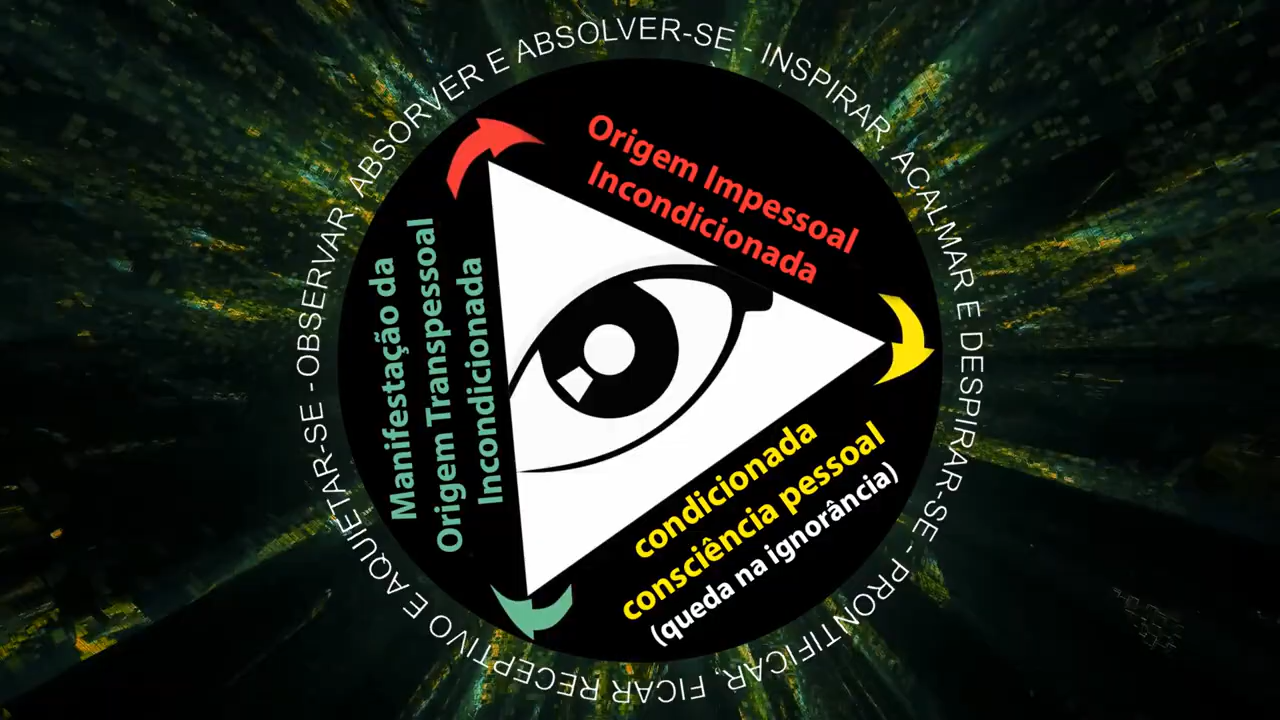 OBSERVAR, ABSORVER E ABSOLVER-SE - INSPIRAR, ACALMAR E DESPIRAR-SE - PRONTIFICAR, FICAR RECEPTIVO E AQUIETAR-SE -
Origem Impessoal
Incondicionada
condicionada
consciência pessoal
(queda na ignorância)
Manifestação da
Origem Transpessoal
Incondicionada